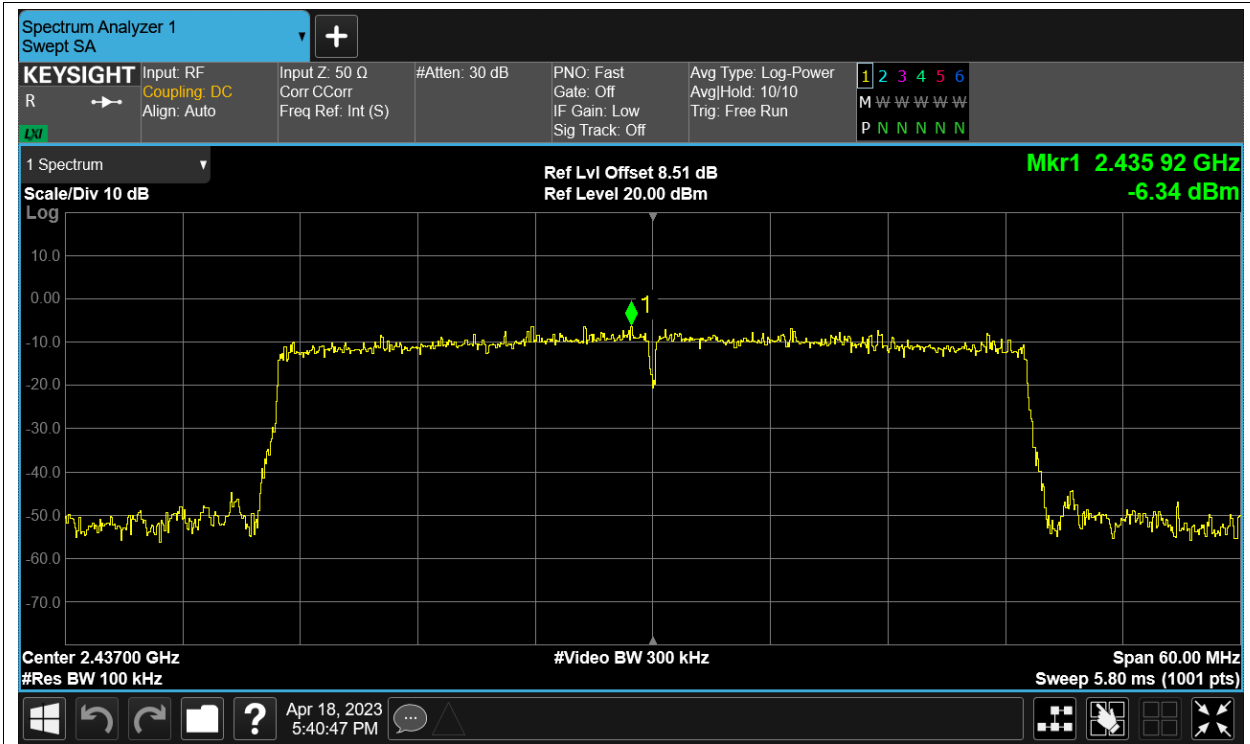 Spectrum Analyzer 1
Swept SA
+
KEYSIGHT
R
LXI
Input: RF
Coupling: DC
Align: Auto
Input Z: 50 Ω
Corr CCorr
Freq Ref: Int (S)
#Atten: 30 dB
PNO: Fast
Gate: Off
IF Gain: Low
Sig Track: Off
Avg Type: Log-Power
Avg|Hold: 10/10
Trig: Free Run
1 2 3 4 5 6
M W W W W W
P N N N N N
1 Spectrum
Scale/Div 10 dB
Log
Ref Lvl Offset 8.51 dB
Ref Level 20.00 dBm
Mkr1 2.435 92 GHz
-6.34 dBm
10.0
0.00
-10.0
-20.0
-30.0
-40.0
-50.0
-60.0
-70.0
1
Center 2.43700 GHz
#Res BW 100 kHz
#Video BW 300 kHz
Span 60.00 MHz
Sweep 5.80 ms (1001 pts)
?
Apr 18, 2023
5:40:47 PM